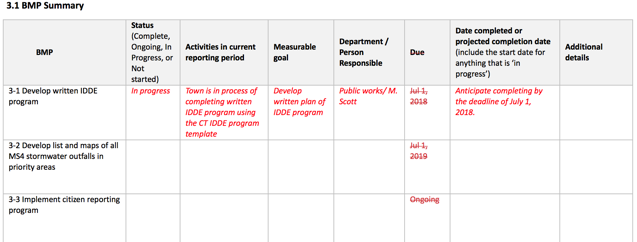 3.1 BMP Summary
BMP
Status
(Complete,
Ongoing, In
Progress, or
Not
started)
Activities in current
reporting period
Measurable
goal
Department /
Person
Responsible
Due
Date completed or
projected completion date
(include the start date for
anything that is ‘in
progress’)
Additional
details
3-1 Develop written IDDE
program
In progress
Town is in process of
completing written
IDDE program using
the CT IDDE program
template
Develop
written plan of
IDDE program
Public works/ M.
Scott
Jul 1,
2018
Anticipate completing by
the deadline of July 1,
2018.
3-2 Develop list and maps of all
MS4 stormwater outfalls in
priority areas
Jul 1,
2019
3-3 Implement citizen reporting
program
Ongoing